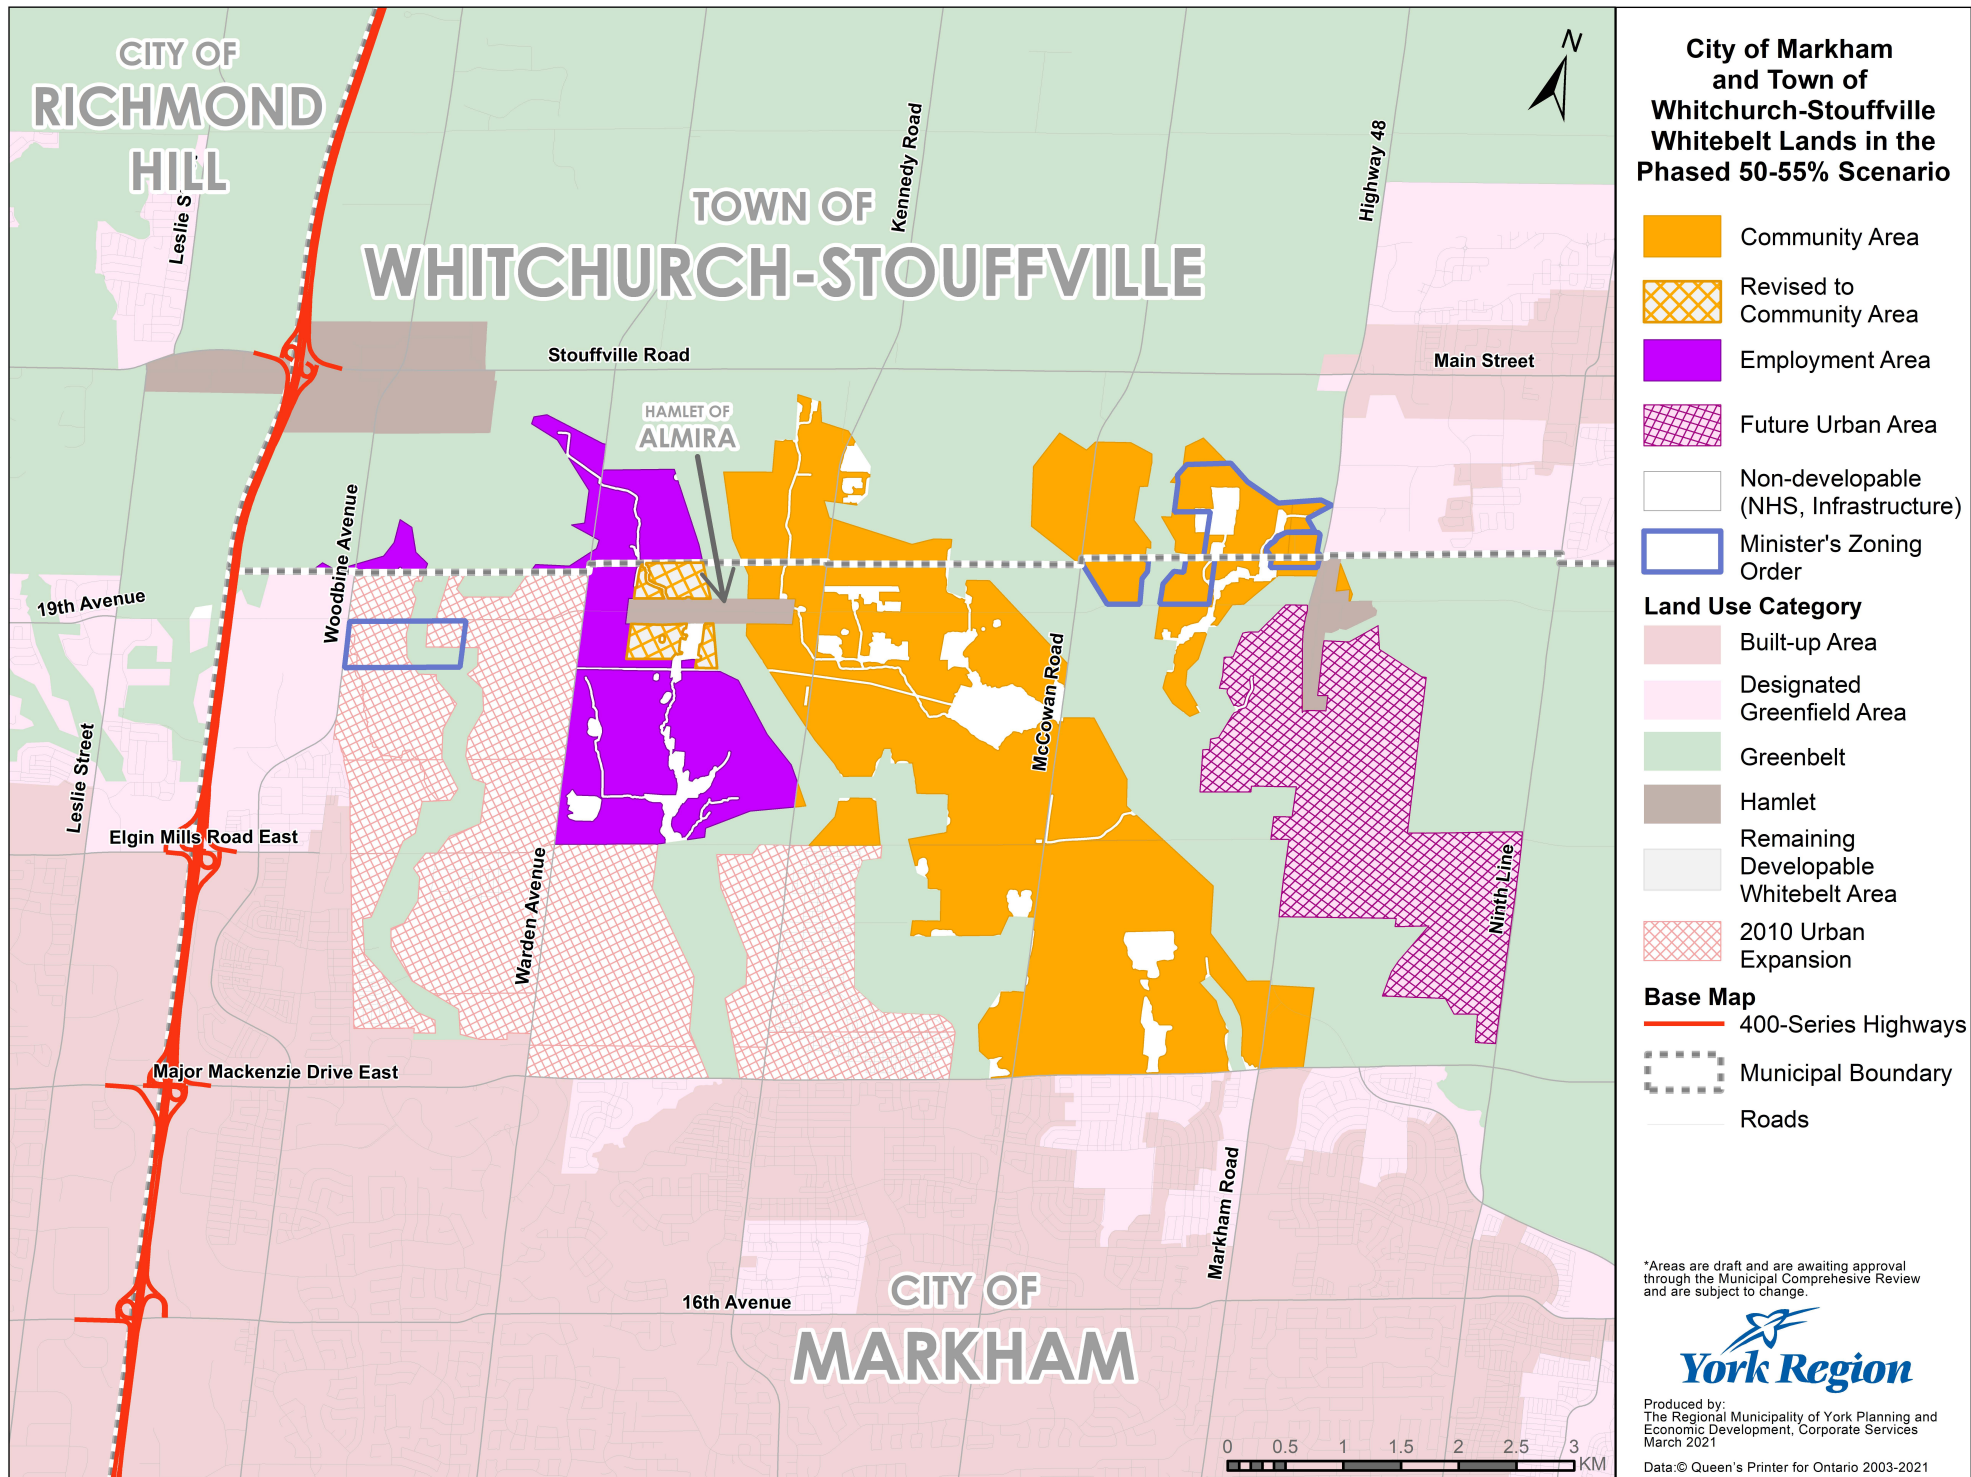 CITY OF
RICHMOND
HILL
Leslie S
TOWN OF
WHITCHURCH-STOUFFVILLE
Kennedy Road
Highway 48
N
Stouffville Road
Main Street
HAMLET OF
ALMIRA
Woodbine Avenue
19th Avenue
Leslie Street
McCowan Road
Elgin Mills Road East
Warden Avenue
Ninth Line
Major Mackenzie Drive East
Markham Road
16th Avenue
CITY OF
MARKHAM
0 0.5 1 1.5 2 2.5 3
KM
City of Markham
and Town of
Whitchurch-Stouffville
Whitebelt Lands in the
Phased 50-55% Scenario
Community Area
Revised to
Community Area
Employment Area
Future Urban Area
Non-developable
(NHS, Infrastructure)
Minister's Zoning
Order
Land Use Category
Built-up Area
Designated
Greenfield Area
Greenbelt
Hamlet
Remaining
Developable
Whitebelt Area
2010 Urban
Expansion
Base Map
400-Series Highways
Municipal Boundary
Roads
*Areas are draft and are awaiting approval
through the Municipal Comprehesive Review
and are subject to change.
York Region
Produced by:
The Regional Municipality of York Planning and
Economic Development, Corporate Services
March 2021
Data:© Queen's Printer for Ontario 2003-2021